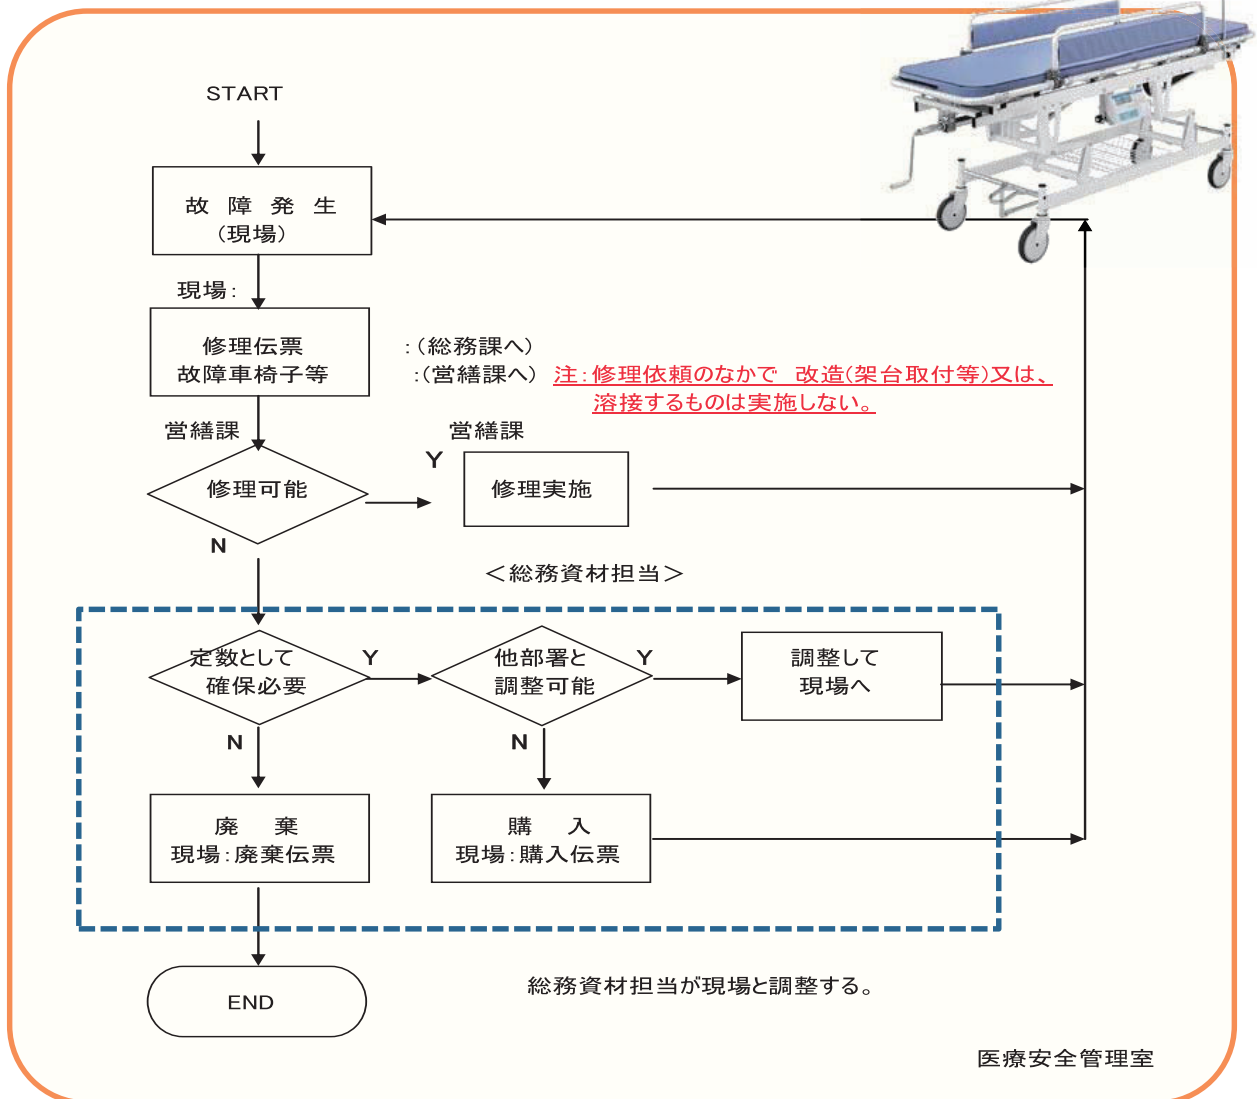 START
故 障 発 生
(現場)
現場:
修理伝票 :(総務課へ)
故障車椅子等 :(営繕課へ) 注:修理依頼のなかで 改造(架台取付等)又は、
溶接するものは実施しない。
営繕課 営繕課
Y
修理可能 修理実施
N
<総務資材担当>
定数として Y 他部署と Y 調整して
確保必要 調整可能 現場へ
N N
廃 棄 購 入
現場:廃棄伝票 現場:購入伝票
総務資材担当が現場と調整する。
END
医療安全管理室